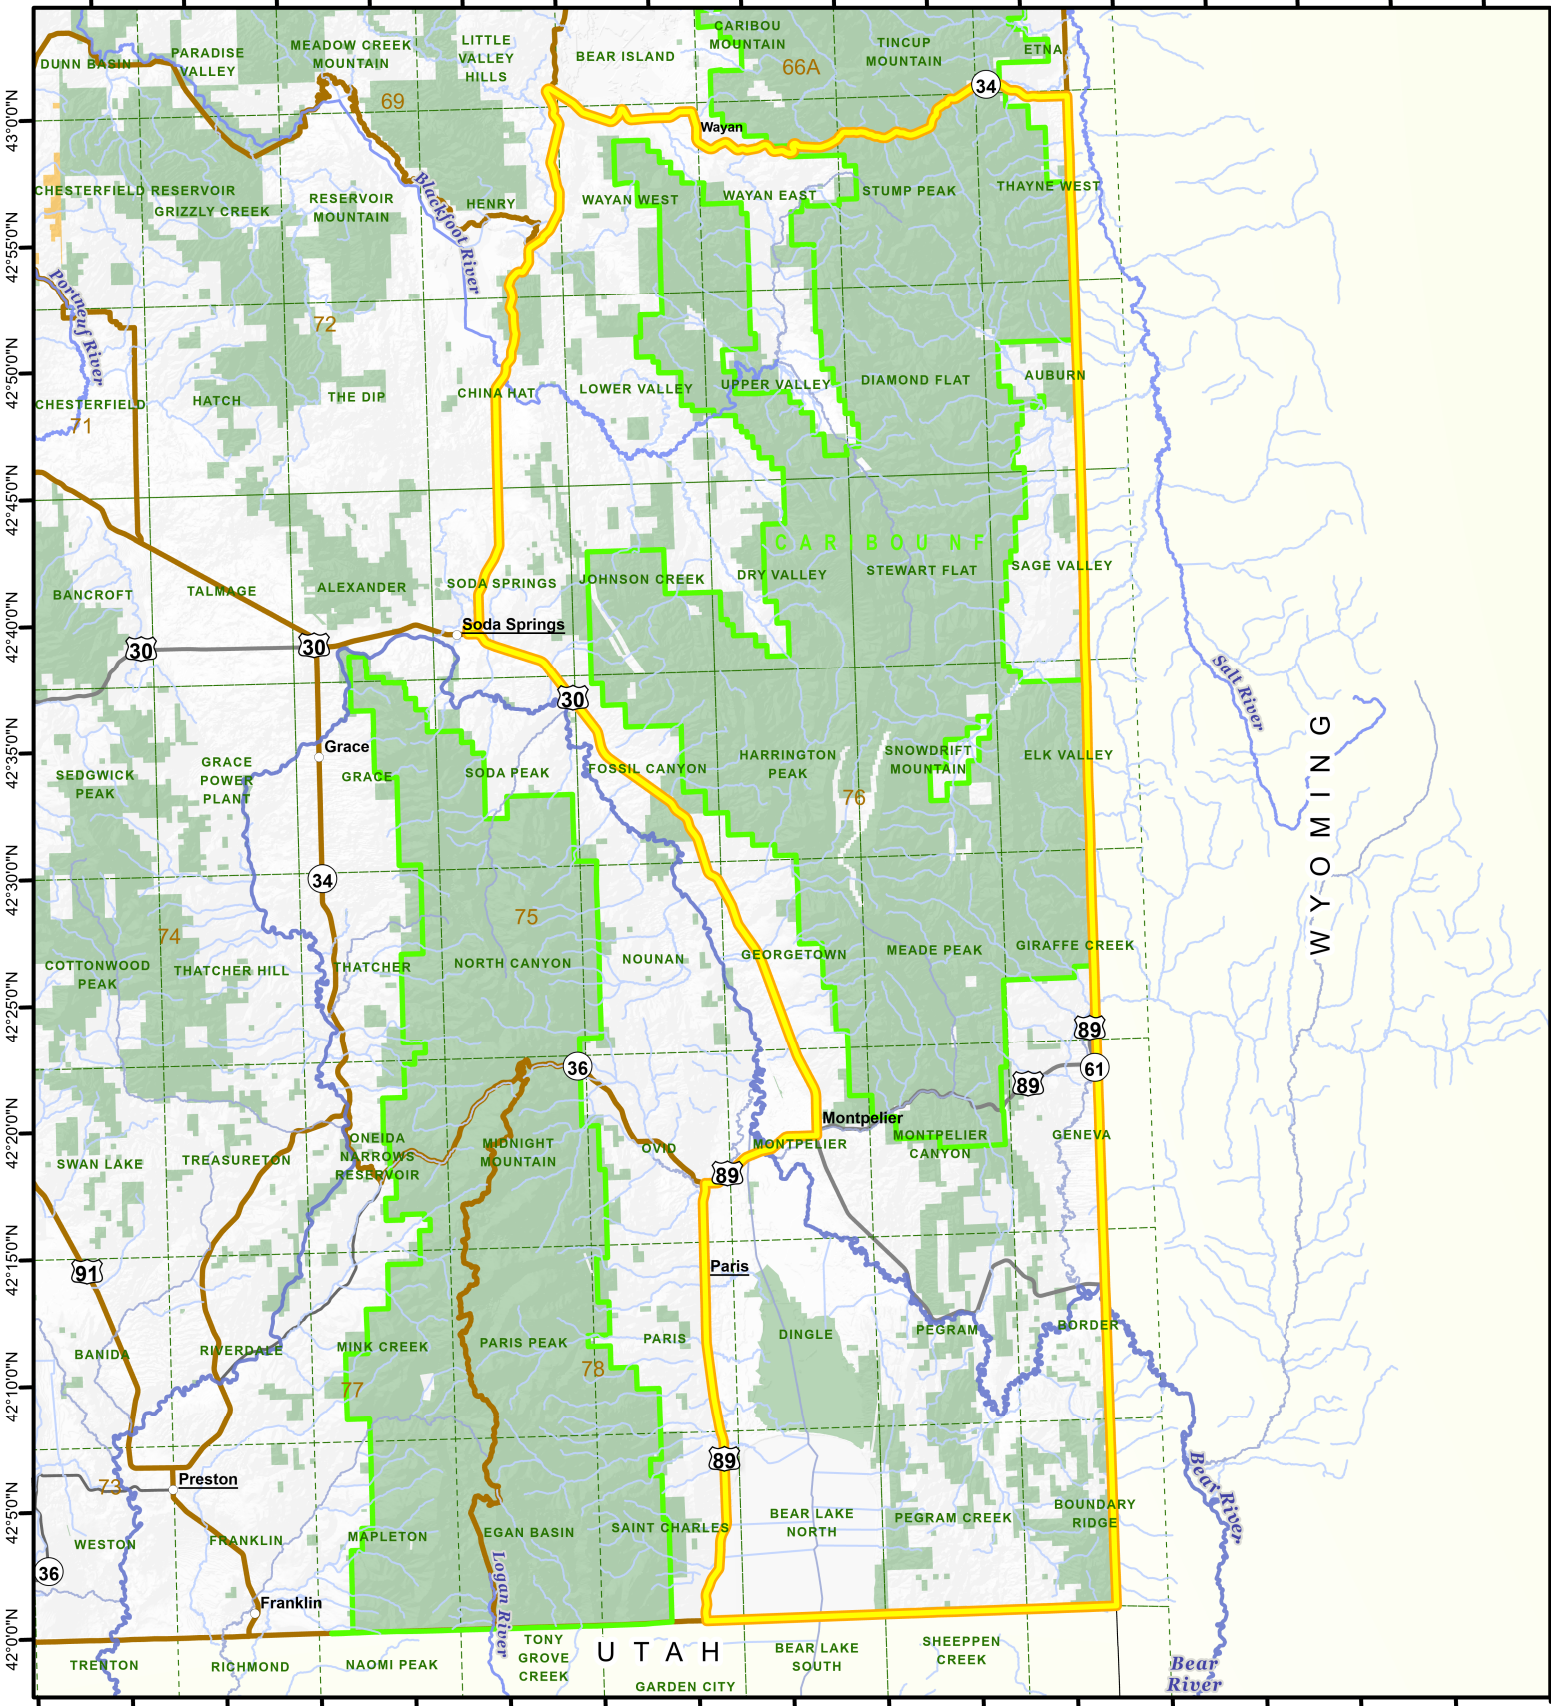 CARIBOU
MOUNTAIN
LITTLE
VALLEY
HILLS
MEADOW CREEK
MOUNTAIN
PARADISE
VALLEY
DUNN BASIN
BEAR ISLAND
TINCUP
MOUNTAIN
ETNA
66A
69
34
43°0'0"N
Wayan
CHESTERFIELD RESERVOIR
GRIZZLY CREEK
RESERVOIR
MOUNTAIN
Blackfoot River
HENRY
WAYAN WEST
WAYAN EAST
STUMP PEAK
THAYNE WEST
42°55'0"N
Portneuf River
72
42°50'0"N
CHESTERFIELD
71
HATCH
THE DIP
CHINA HAT
LOWER VALLEY
UPPER VALLEY
DIAMOND FLAT
AUBURN
42°45'0"N
CARIBOU NF
BANCROFT
TALMAGE
ALEXANDER
SODA SPRINGS
JOHNSON CREEK
DRY VALLEY
STEWART FLAT
SAGE VALLEY
42°40'0"N
Soda Springs
30
30
30
Salt River
WYOMING
42°35'0"N
Grace
SEDGWICK
PEAK
GRACE
POWER
PLANT
GRACE
SODA PEAK
FOSSIL CANYON
HARRINGTON
PEAK
SNOWDRIFT
MOUNTAIN
ELK VALLEY
76
42°30'0"N
34
75
74
COTTONWOOD
PEAK
THATCHER HILL
THATCHER
NORTH CANYON
NOUNAN
GEORGETOWN
MEADE PEAK
GIRAFFE CREEK
42°25'0"N
89
61
36
89
Montpelier
42°20'0"N
SWAN LAKE
TREASURETON
ONEIDA
NARROWS
RESERVOIR
MIDNIGHT
MOUNTAIN
OVID
MONTPELIER
MONTPELIER
CANYON
GENEVA
89
42°15'0"N
91
Paris
BANIDA
RIVERDALE
MINK CREEK
PARIS PEAK
PARIS
DINGLE
PEGRAM
BORDER
42°10'0"N
77
78
89
73
Preston
Bear River
42°5'0"N
WESTON
FRANKLIN
MAPLETON
EGAN BASIN
SAINT CHARLES
BEAR LAKE
NORTH
PEGRAM CREEK
BOUNDARY
RIDGE
36
Logan River
Franklin
42°0'0"N
TRENTON
RICHMOND
NAOMI PEAK
TONY
GROVE
CREEK
UTAH
GARDEN CITY
BEAR LAKE
SOUTH
SHEEPPEN
CREEK
Bear
River